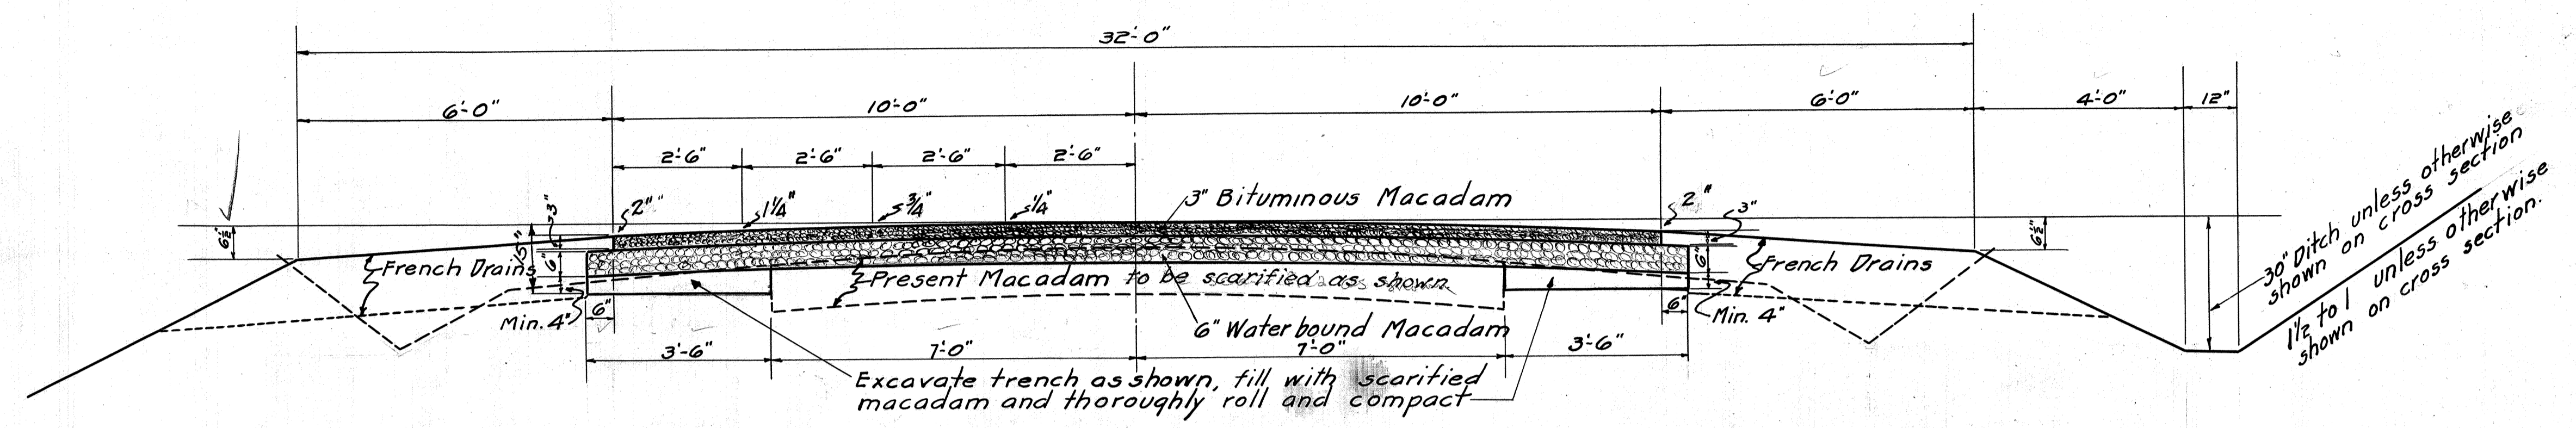 32'-0"
6'-0"
10'-0"
10'-0"
6'-0"
4'-0"
12"
2'-6"
2'-6"
2'-6"
2'-6"
2"
1¼"
¾"
¼"
3" Bituminous Macadam
2"
3"
3"
6½"
6½"
15"
6"
6"
French Drains
French Drains
Present Macadam to be scarified as shown
Min. 4"
6"
6"
Min. 4"
6" Waterbound Macadam
3'-6"
7'-0"
7'-0"
3'-6"
Excavate trench as shown, fill with scarified
macadam and thoroughly roll and compact
30" Ditch unless otherwise
shown on cross section
1½ to 1 unless otherwise
shown on cross section.